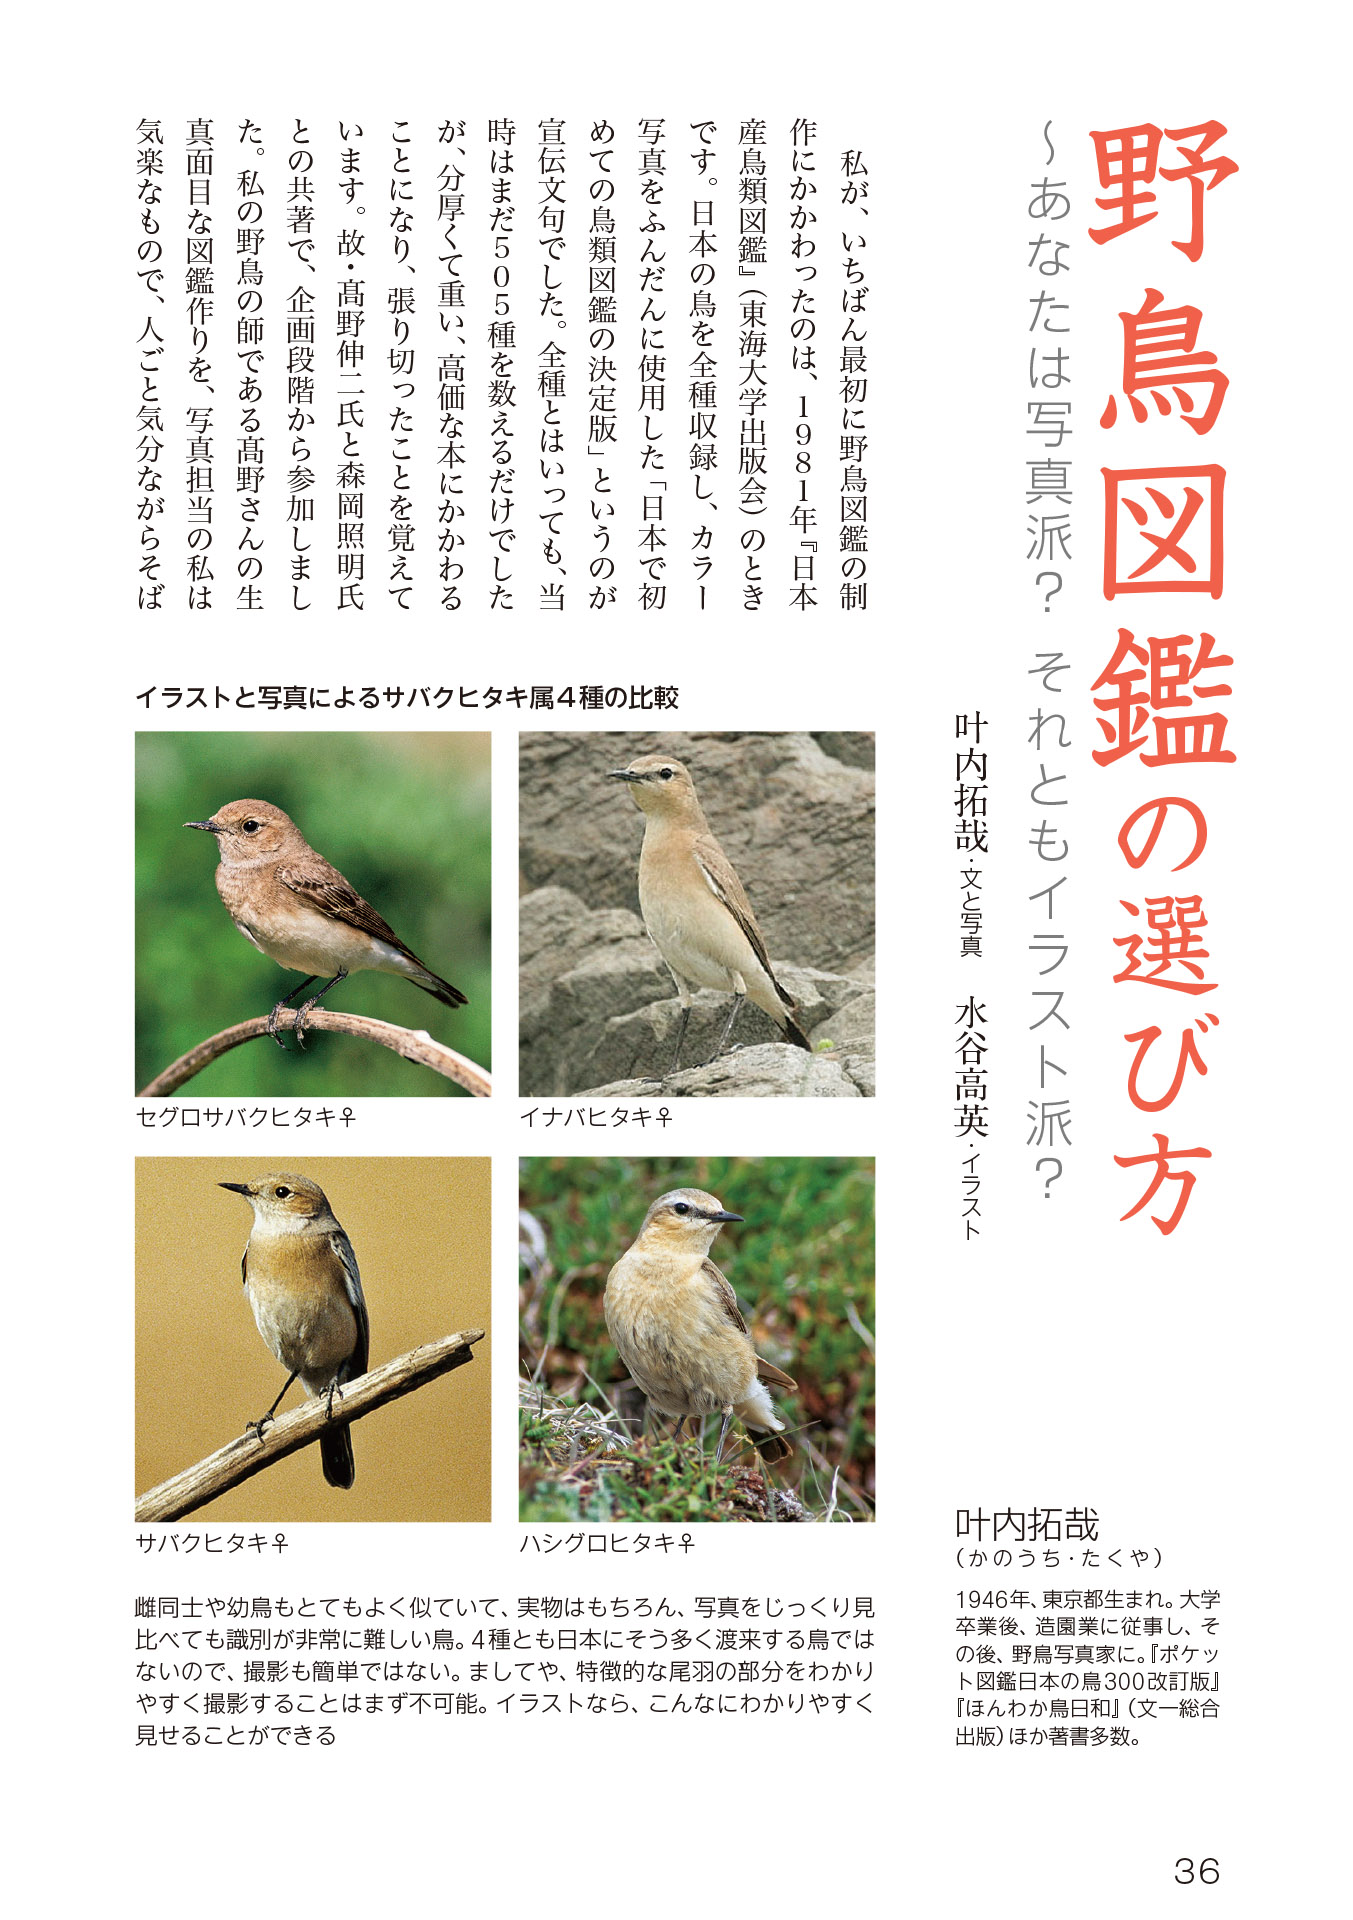 野鳥図鑑の選び方
～あなたは写真派？ それともイラスト派？
叶内拓哉・文と写真　水谷高英・イラスト
　私が、いちばん最初に野鳥図鑑の制
作にかかわったのは、1981年『日本
産鳥類図鑑』（東海大学出版会）のとき
です。日本の鳥を全種収録し、カラー
写真をふんだんに使用した「日本で初
めての鳥類図鑑の決定版」というのが
宣伝文句でした。全種とはいっても、当
時はまだ505種を数えるだけでした
が、分厚くて重い、高価な本にかかわる
ことになり、張り切ったことを覚えて
います。故・髙野伸二氏と森岡照明氏
との共著で、企画段階から参加しまし
た。私の野鳥の師である髙野さんの生
真面目な図鑑作りを、写真担当の私は
気楽なもので、人ごと気分ながらそば
イラストと写真によるサバクヒタキ属4種の比較
セグロサバクヒタキ♀
イナバヒタキ♀
サバクヒタキ♀
ハシグロヒタキ♀
雌同士や幼鳥もとてもよく似ていて、実物はもちろん、写真をじっくり見
比べても識別が非常に難しい鳥。4種とも日本にそう多く渡来する鳥では
ないので、撮影も簡単ではない。ましてや、特徴的な尾羽の部分をわかり
やすく撮影することはまず不可能。イラストなら、こんなにわかりやすく
見せることができる
叶内拓哉
（かのうち・たくや）
1946年、東京都生まれ。大学
卒業後、造園業に従事し、そ
の後、野鳥写真家に。『ポケッ
ト図鑑日本の鳥300改訂版』
『ほんわか鳥日和』（文一総合
出版）ほか著書多数。
36